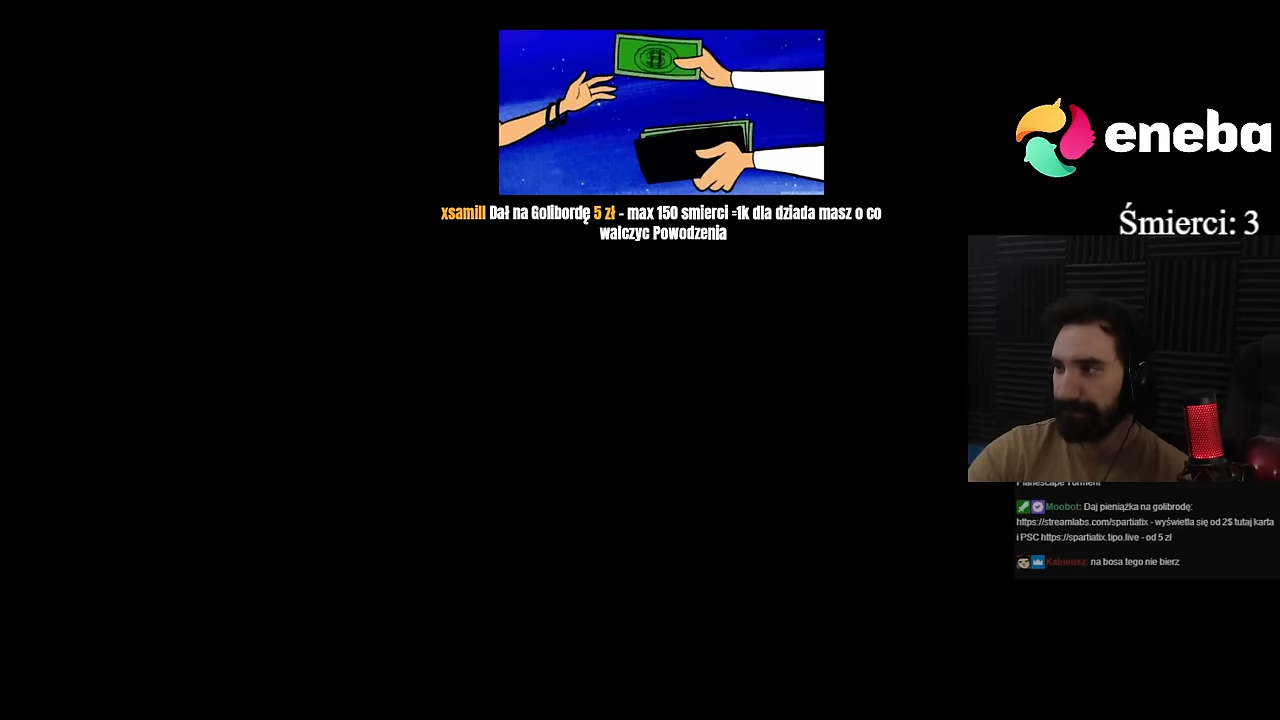 eneba
xsamill Dał na Golibordę 5 zł - max 150 smierci =1k dla dziada masz o co
walczyc Powodzenia
Śmierci: 3
Planescape Torment
Moobot: Daj pieniążka na golibrodę:
https://streamlabs.com/spartiatix - wyświetla się od 2$ tutaj karta
i PSC https://spartiatix.tipo.live - od 5 zł
Kabieusz: na bosa tego nie bierz